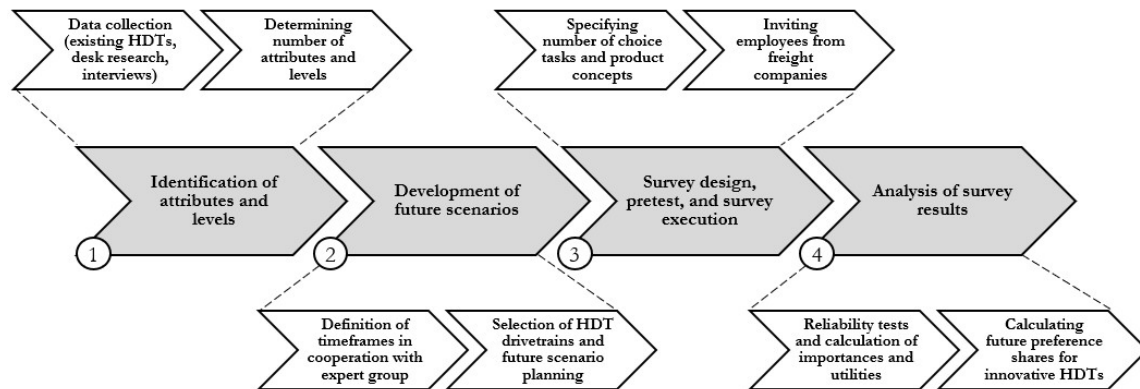 Data collection
(existing HDTs,
desk research,
interviews)
Determining
number of
attributes and
levels
Specifying
number of choice
tasks and product
concepts
Inviting
employees from
freight
companies
Identification of
attributes and
levels
1
Development of
future scenarios
2
Survey design,
pretest, and survey
execution
3
Analysis of survey
results
4
Definition of
timeframes in
cooperation with
expert group
Selection of HDT
drivetrains and
future scenario
planning
Reliability tests
and calculation of
importances and
utilities
Calculating
future preference
shares for
innovative HDTs